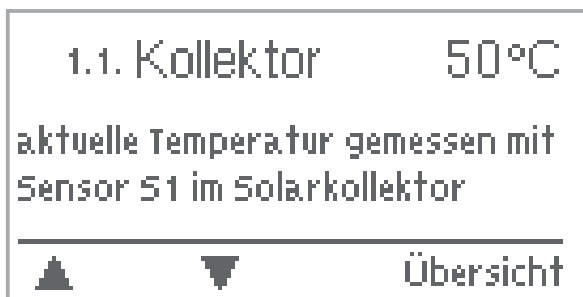 1.1. Kollektor 50°C
aktuelle Temperatur gemessen mit
Sensor S1 im Solarkollektor
▲ ▼ Übersicht